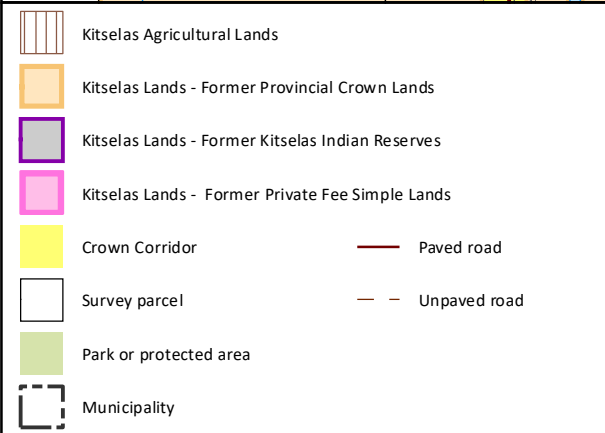 Kitselas Agricultural Lands
Kitselas Lands - Former Provincial Crown Lands
Kitselas Lands - Former Kitselas Indian Reserves
Kitselas Lands - Former Private Fee Simple Lands
Crown Corridor
Paved road
Survey parcel
Unpaved road
Park or protected area
Municipality